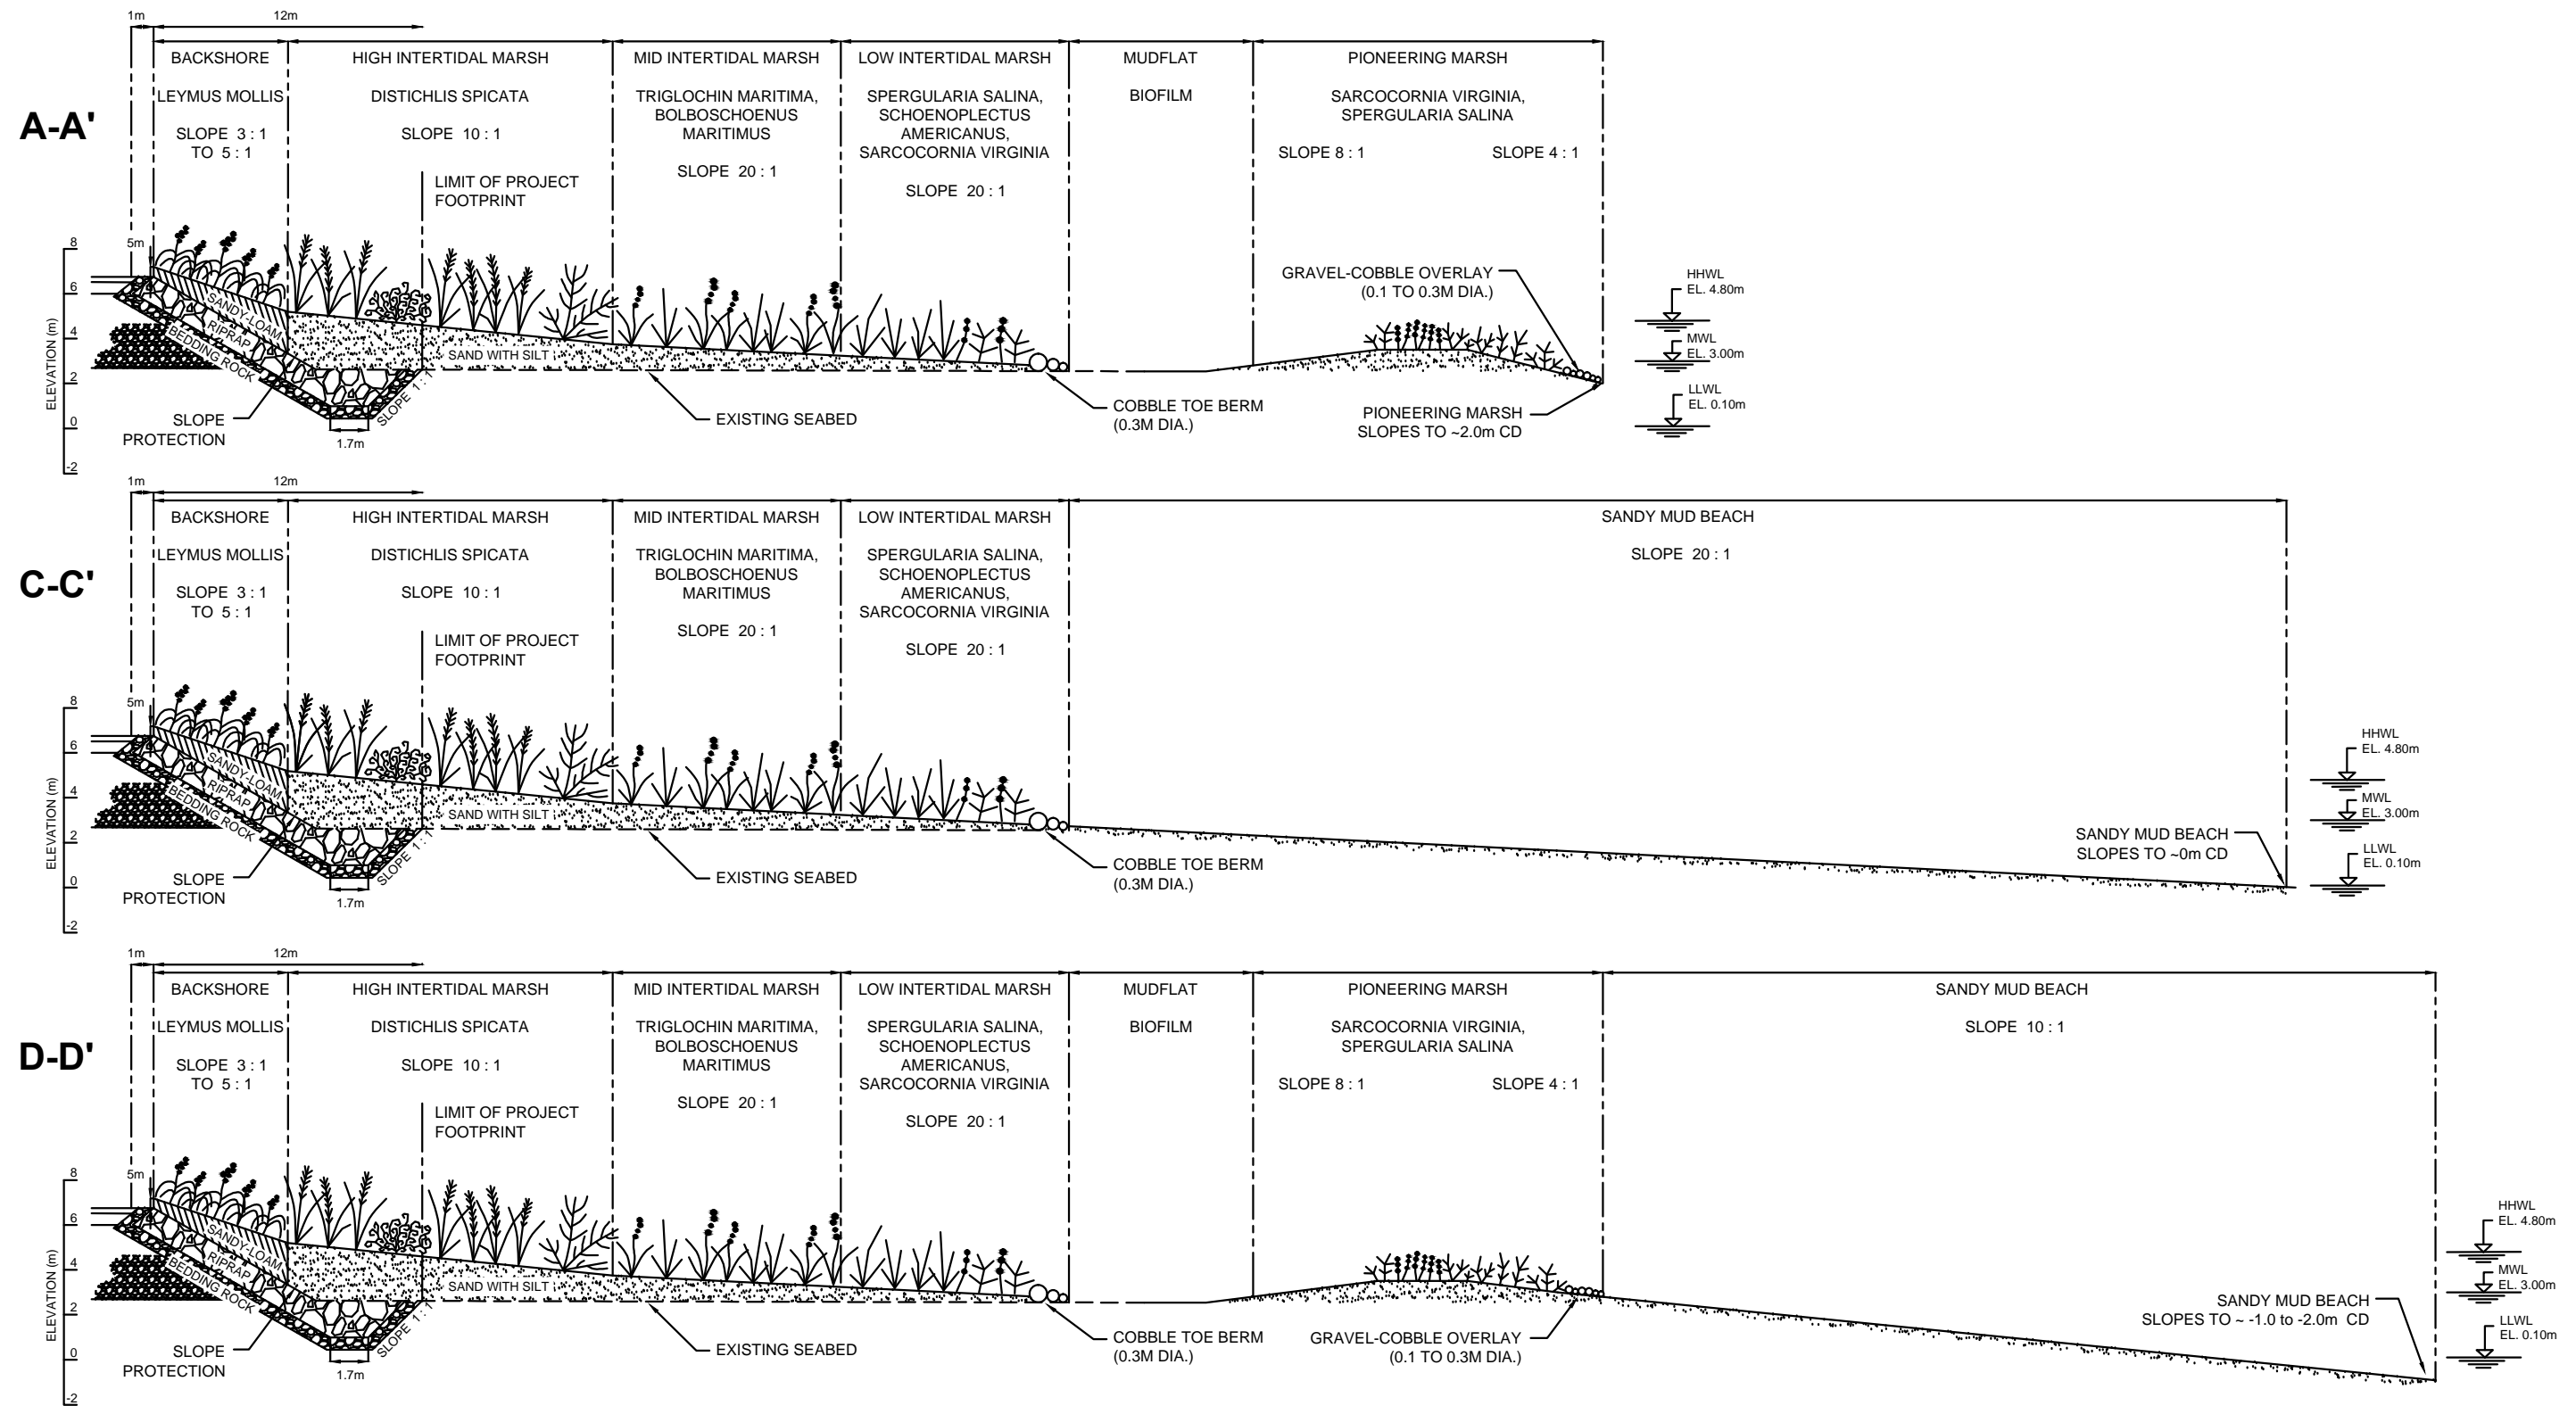 1m
12m
BACKSHORE
HIGH INTERTIDAL MARSH
MID INTERTIDAL MARSH
LOW INTERTIDAL MARSH
MUDFLAT
PIONEERING MARSH
A-A'
LEYMUS MOLLIS
SLOPE 3 : 1
TO 5 : 1
DISTICHLIS SPICATA
SLOPE 10 : 1
TRIGLOCHIN MARITIMA,
BOLBOSCHOENUS
MARITIMUS
SLOPE 20 : 1
SPERGULARIA SALINA,
SCHOENOPLECTUS
AMERICANUS,
SARCOCORNIA VIRGINIA
SLOPE 20 : 1
BIOFILM
SARCOCORNIA VIRGINIA,
SPERGULARIA SALINA
SLOPE 8 : 1
SLOPE 4 : 1
LIMIT OF PROJECT
FOOTPRINT
ELEVATION (m)
8
6
4
2
0
-2
5m
SANDY-LOAM
RIPRAP
BEDDING ROCK
SAND WITH SILT
SLOPE 1 : 1
SLOPE
PROTECTION
1.7m
EXISTING SEABED
COBBLE TOE BERM
(0.3M DIA.)
GRAVEL-COBBLE OVERLAY
(0.1 TO 0.3M DIA.)
PIONEERING MARSH
SLOPES TO ~2.0m CD
HHWL
EL. 4.80m
MWL
EL. 3.00m
LLWL
EL. 0.10m
1m
12m
BACKSHORE
HIGH INTERTIDAL MARSH
MID INTERTIDAL MARSH
LOW INTERTIDAL MARSH
SANDY MUD BEACH
C-C'
LEYMUS MOLLIS
SLOPE 3 : 1
TO 5 : 1
DISTICHLIS SPICATA
SLOPE 10 : 1
TRIGLOCHIN MARITIMA,
BOLBOSCHOENUS
MARITIMUS
SLOPE 20 : 1
SPERGULARIA SALINA,
SCHOENOPLECTUS
AMERICANUS,
SARCOCORNIA VIRGINIA
SLOPE 20 : 1
SLOPE 20 : 1
LIMIT OF PROJECT
FOOTPRINT
ELEVATION (m)
8
6
4
2
0
-2
5m
SANDY-LOAM
RIPRAP
BEDDING ROCK
SAND WITH SILT
SLOPE 1 : 1
SLOPE
PROTECTION
1.7m
EXISTING SEABED
COBBLE TOE BERM
(0.3M DIA.)
SANDY MUD BEACH
SLOPES TO ~0m CD
HHWL
EL. 4.80m
MWL
EL. 3.00m
LLWL
EL. 0.10m
1m
12m
BACKSHORE
HIGH INTERTIDAL MARSH
MID INTERTIDAL MARSH
LOW INTERTIDAL MARSH
MUDFLAT
PIONEERING MARSH
SANDY MUD BEACH
D-D'
LEYMUS MOLLIS
SLOPE 3 : 1
TO 5 : 1
DISTICHLIS SPICATA
SLOPE 10 : 1
TRIGLOCHIN MARITIMA,
BOLBOSCHOENUS
MARITIMUS
SLOPE 20 : 1
SPERGULARIA SALINA,
SCHOENOPLECTUS
AMERICANUS,
SARCOCORNIA VIRGINIA
SLOPE 20 : 1
BIOFILM
SARCOCORNIA VIRGINIA,
SPERGULARIA SALINA
SLOPE 8 : 1
SLOPE 4 : 1
SLOPE 10 : 1
LIMIT OF PROJECT
FOOTPRINT
ELEVATION (m)
8
6
4
2
0
-2
5m
SANDY-LOAM
RIPRAP
BEDDING ROCK
SAND WITH SILT
SLOPE 1 : 1
SLOPE
PROTECTION
1.7m
EXISTING SEABED
COBBLE TOE BERM
(0.3M DIA.)
GRAVEL-COBBLE OVERLAY
(0.1 TO 0.3M DIA.)
SANDY MUD BEACH
SLOPES TO ~ -1.0 to -2.0m CD
HHWL
EL. 4.80m
MWL
EL. 3.00m
LLWL
EL. 0.10m